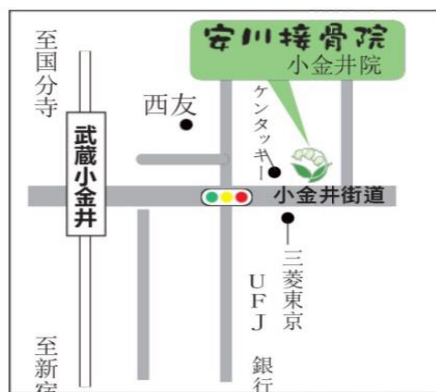 安川接骨院
小金井院
至国分寺
西友
ケンタッキー
武蔵小金井
小金井街道
三菱東京
UFJ 銀行
至新宿